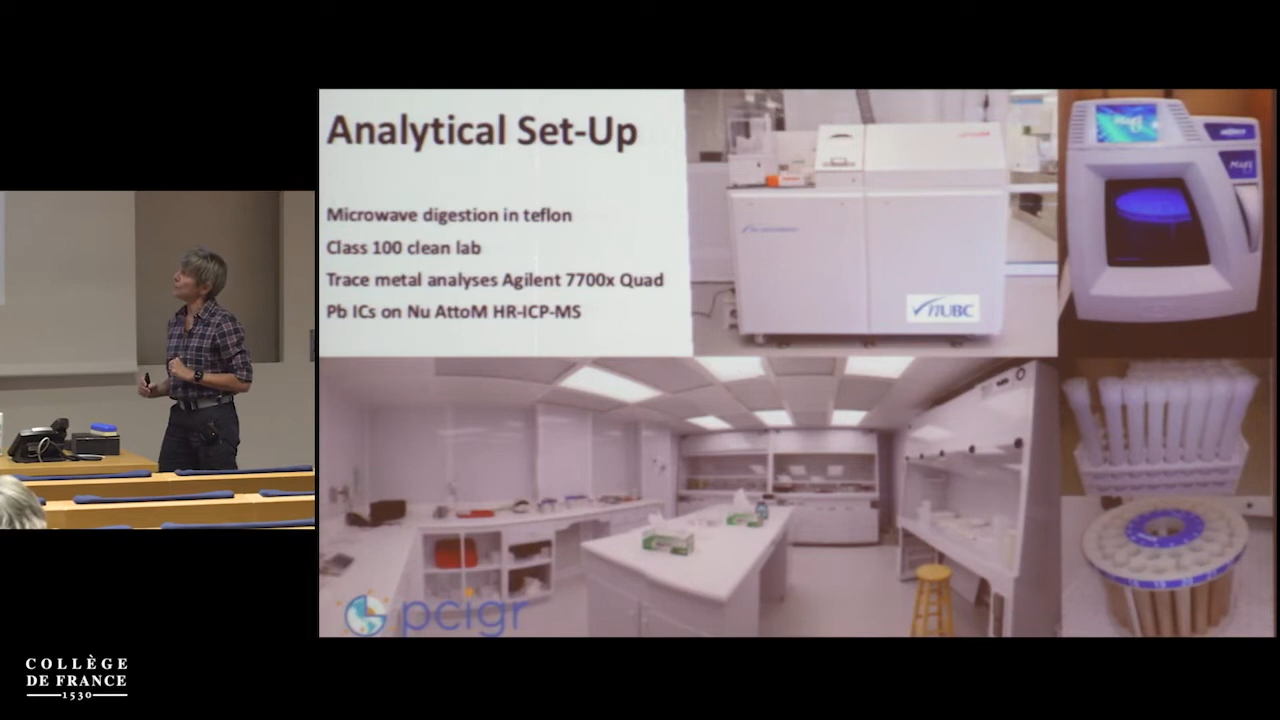 Analytical Set-Up
Microwave digestion in teflon
Class 100 clean lab
Trace metal analyses Agilent 7700x Quad
Pb ICs on Nu AttoM HR-ICP-MS
UBC
pcigr
COLLÈGE
DE FRANCE
1530